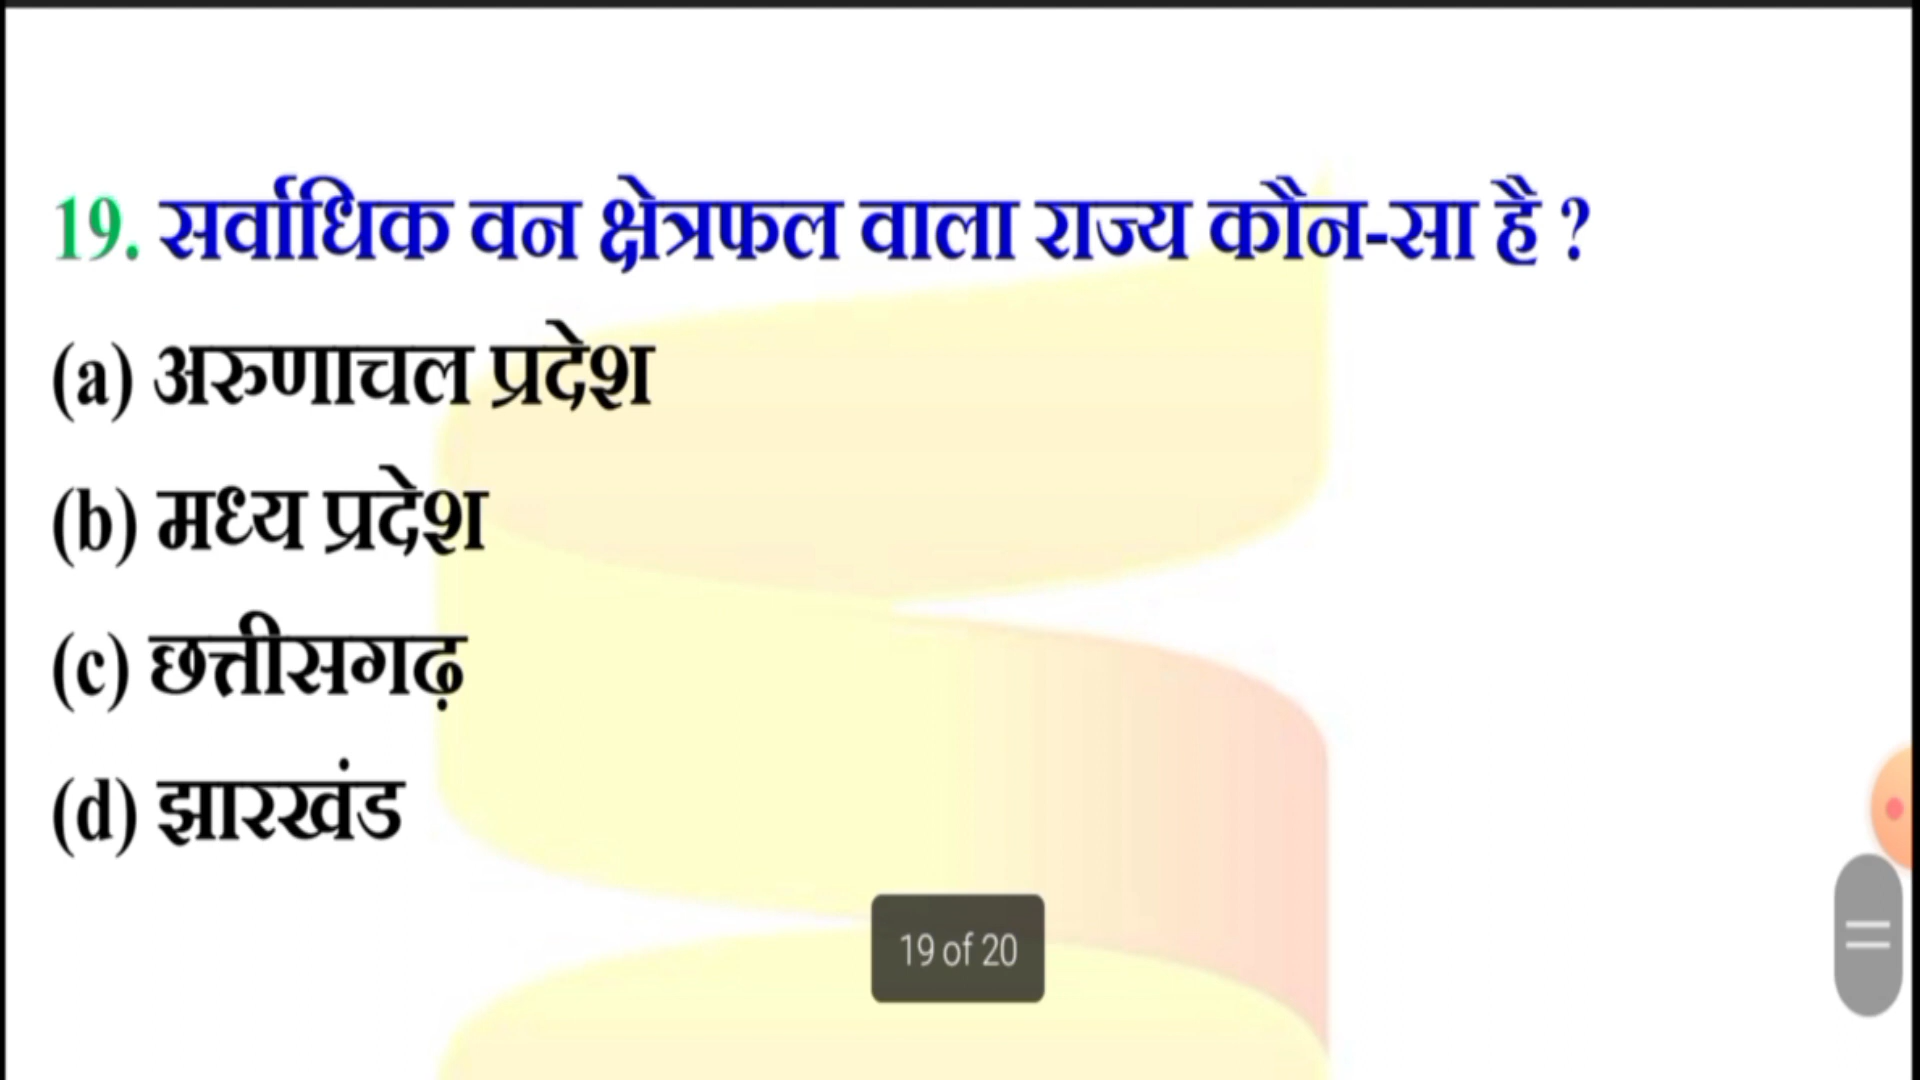 19. सर्वाधिक वन क्षेत्रफल वाला राज्य कौन-सा है ?
(a) अरुणाचल प्रदेश
(b) मध्य प्रदेश
(c) छत्तीसगढ़
(d) झारखंड
19 of 20